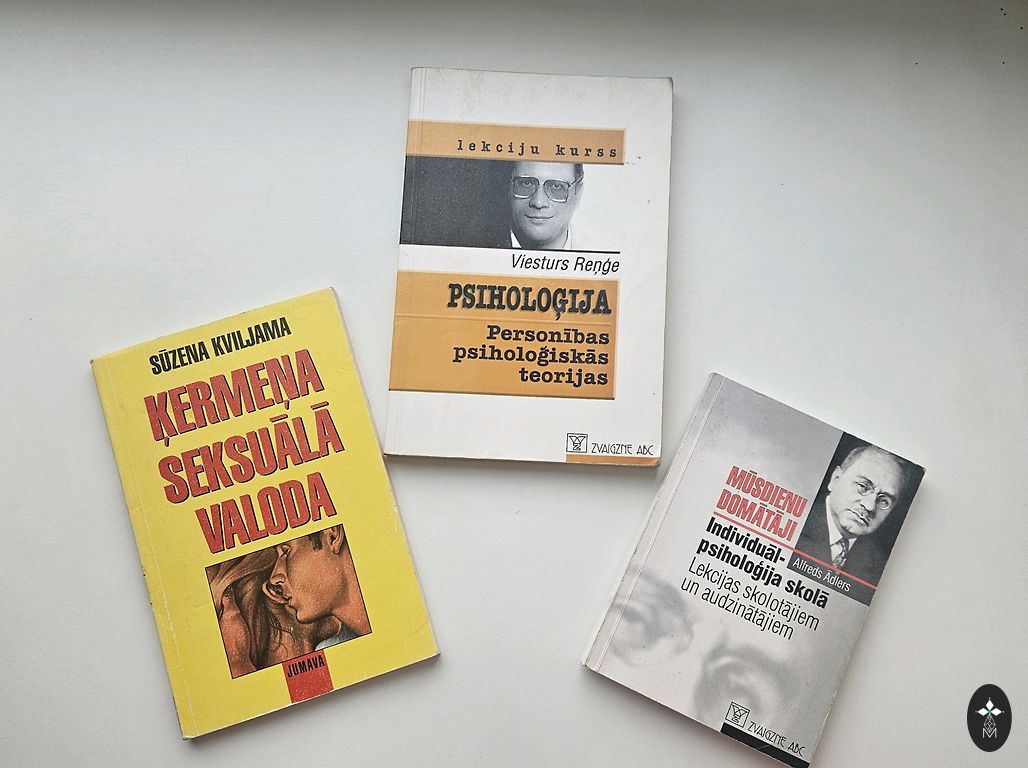 lekciju kurss
Viesturs Reņģe
PSIHOLOĢIJA
Personības
psiholoģiskās
teorijas
ZVAIGZNE ABC
SŪZENA KVILJAMA
ĶERMEŅA
SEKSUĀLĀ
VALODA
JUMAVA
MŪSDIENU
DOMĀTĀJI
Alfreds Ādlers
Individuāl-
psiholoģija skolā
Lekcijas skolotājiem
un audzinātājiem
ZVAIGZNE ABC
M